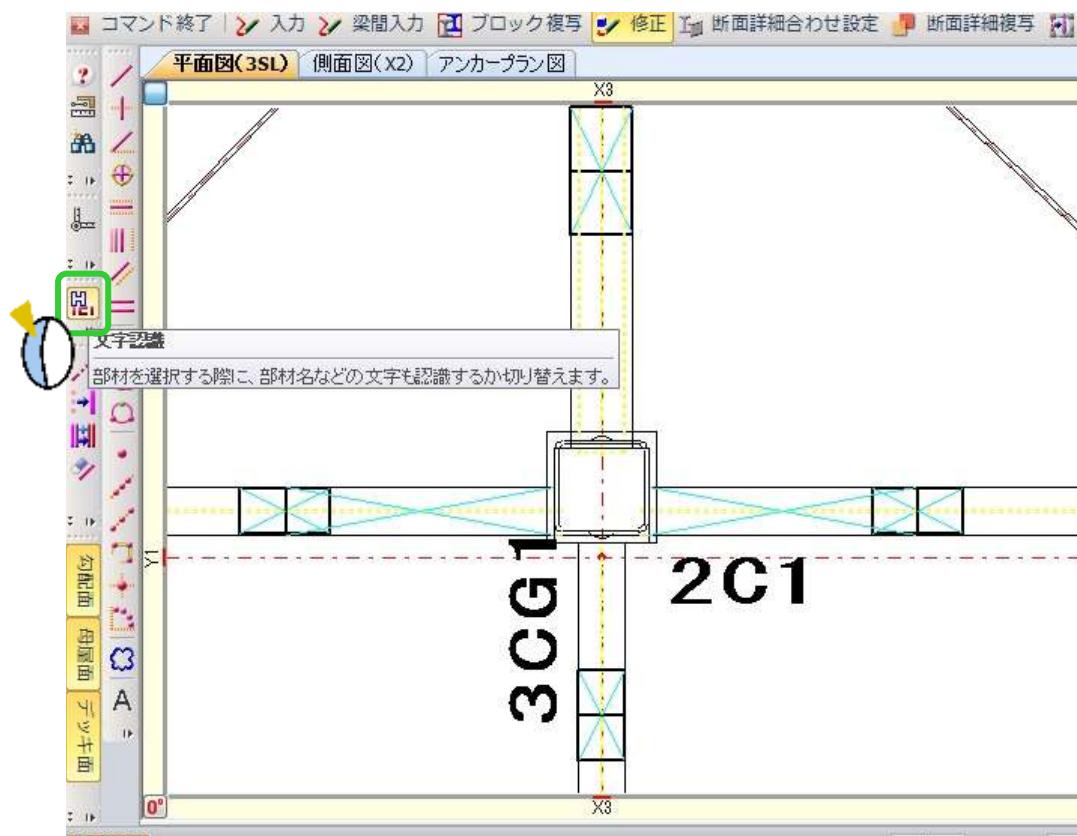 コマンド終了 入力 梁間入力 ブロック複写 修正 断面詳細合わせ設定 断面詳細複写
平面図(3SL) 側面図(X2) アンカープラン図
X3
文字認識
部材を選択する際に、部材名などの文字も認識するか切り替えます。
Y1
3CG1
2C1
勾配面
母屋面
デッキ面
A
0°
X3